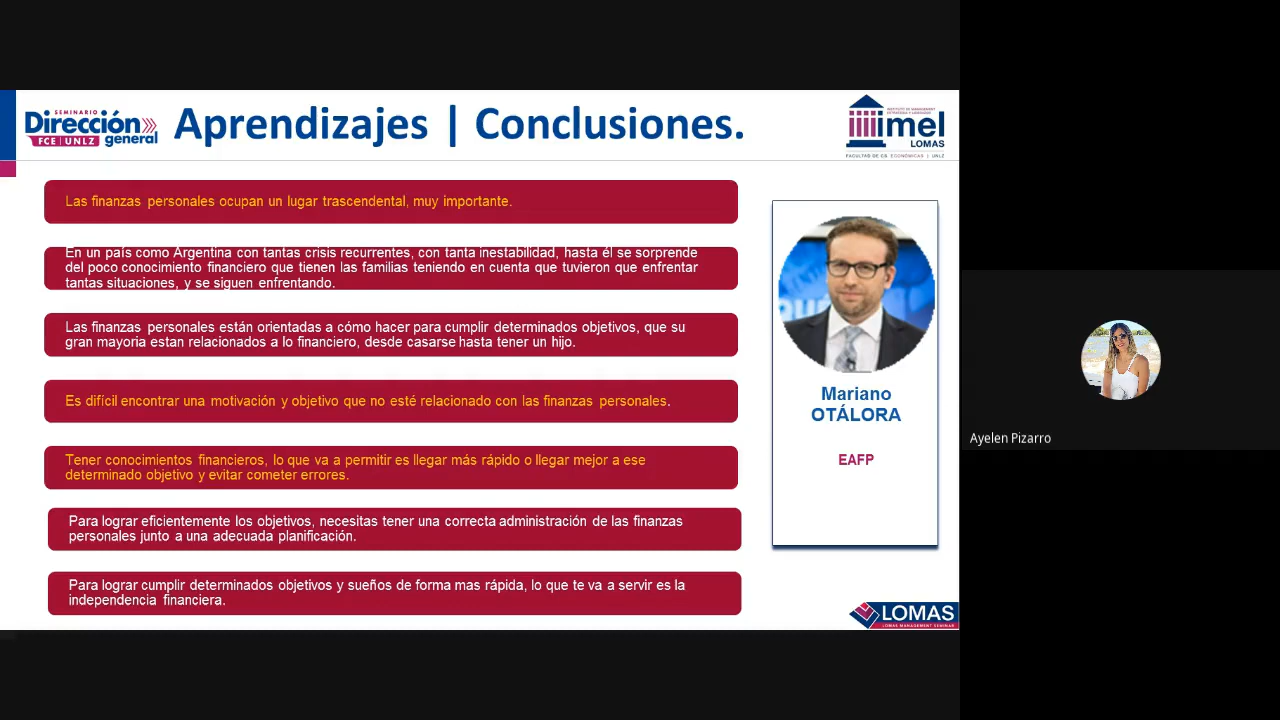 SEMINARIO
Dirección
general
FCE | UNLZ
Aprendizajes | Conclusiones.
INSTITUTO DE MANAGEMENT
ESTRATEGIA Y LIDERAZGO
imel
LOMAS
FACULTAD DE CS. ECONÓMICAS | UNLZ
Las finanzas personales ocupan un lugar trascendental, muy importante.
En un país como Argentina con tantas crisis recurrentes, con tanta inestabilidad, hasta él se sorprende
del poco conocimiento financiero que tienen las familias teniendo en cuenta que tuvieron que enfrentar
tantas situaciones, y se siguen enfrentando.
Las finanzas personales están orientadas a cómo hacer para cumplir determinados objetivos, que su
gran mayoria estan relacionados a lo financiero, desde casarse hasta tener un hijo.
Es difícil encontrar una motivación y objetivo que no esté relacionado con las finanzas personales.
Tener conocimientos financieros, lo que va a permitir es llegar más rápido o llegar mejor a ese
determinado objetivo y evitar cometer errores.
Para lograr eficientemente los objetivos, necesitas tener una correcta administración de las finanzas
personales junto a una adecuada planificación.
Para lograr cumplir determinados objetivos y sueños de forma mas rápida, lo que te va a servir es la
independencia financiera.
Mariano
OTÁLORA
EAFP
LOMAS
LOMAS MANAGEMENT SEMINAR
Ayelen Pizarro